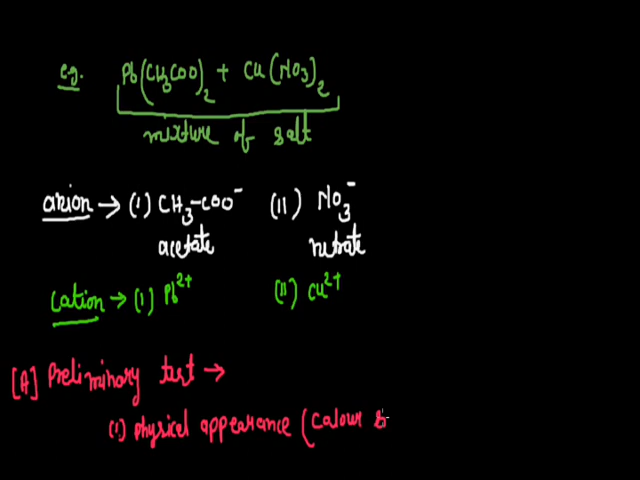 e.g. Pb(CH3COO)2 + Cu(NO3)2
mixture of salt
anion → (i) CH3-COO⁻ (ii) NO3⁻
acetate nitrate
cation → (i) Pb²⁺ (ii) Cu²⁺
[A] Preliminary test →
(i) physical appearance (Colour